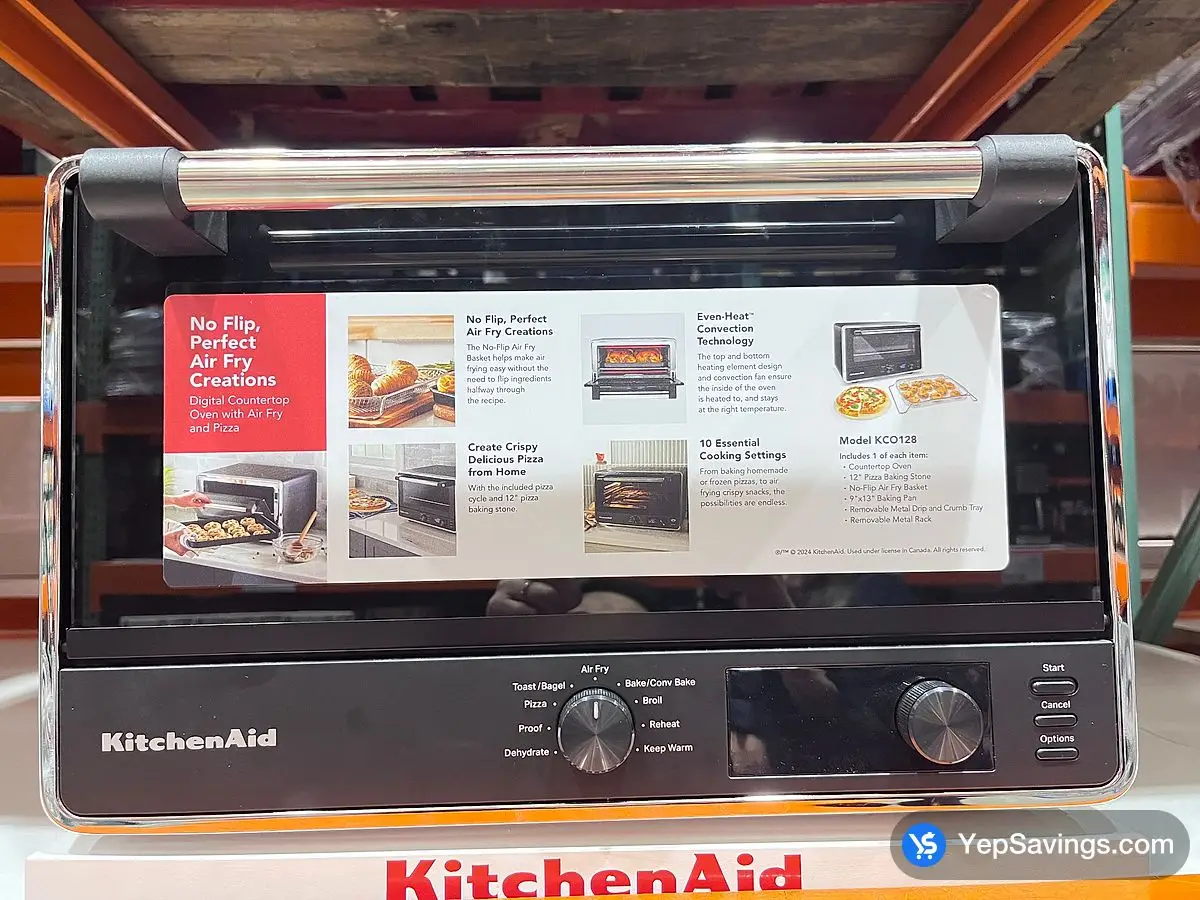 No Flip,
Perfect
Air Fry
Creations
Digital Countertop
Oven with Air Fry
and Pizza
No Flip, Perfect
Air Fry Creations
The No-Flip Air Fry
Basket helps make air
frying easy without the
need to flip ingredients
halfway through
the recipe.
Create Crispy
Delicious Pizza
from Home
With the included pizza
cycle and 12" pizza
baking stone.
Even-Heat™
Convection
Technology
The top and bottom
heating element design
and convection fan ensure
the inside of the oven
is heated to, and stays
at the right temperature.
10 Essential
Cooking Settings
From baking homemade
or frozen pizzas, to air
frying crispy snacks, the
possibilities are endless.
Model KCO128
Includes 1 of each item:
• Countertop Oven
• 12" Pizza Baking Stone
• No-Flip Air Fry Basket
• 9"x13" Baking Pan
• Removable Metal Drip and Crumb Tray
• Removable Metal Rack
®/™ © 2024 KitchenAid. Used under license in Canada. All rights reserved.
KitchenAid
Air Fry
Toast/Bagel
Bake/Conv Bake
Pizza
Broil
Proof
Reheat
Dehydrate
Keep Warm
Start
Cancel
Options
YepSavings.com
KitchenAid